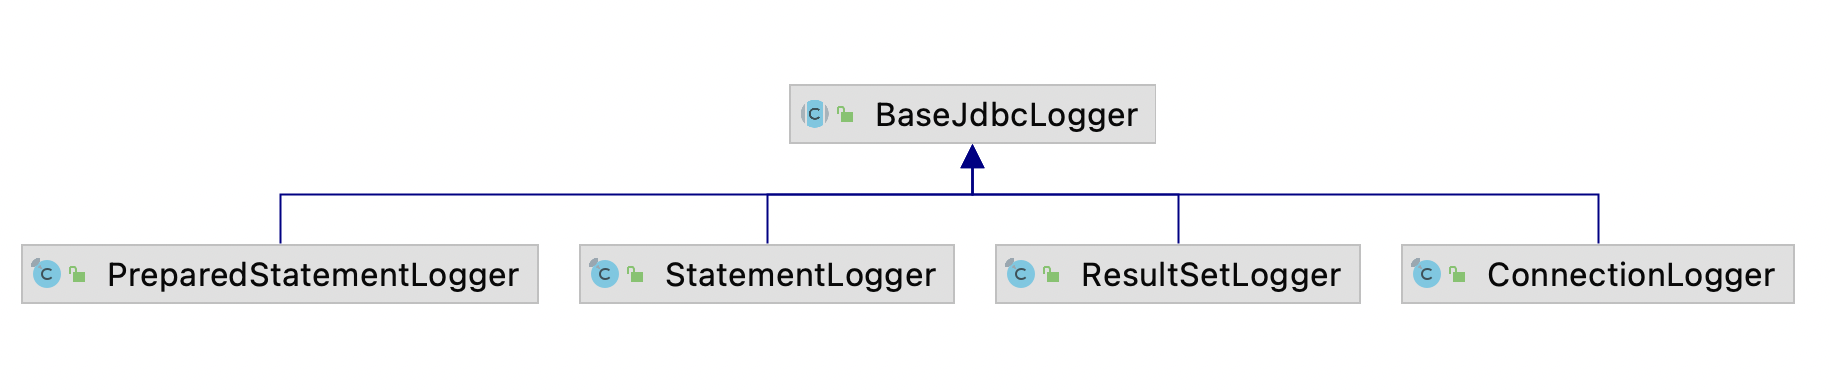 BaseJdbcLogger
PreparedStatementLogger
StatementLogger
ResultSetLogger
ConnectionLogger